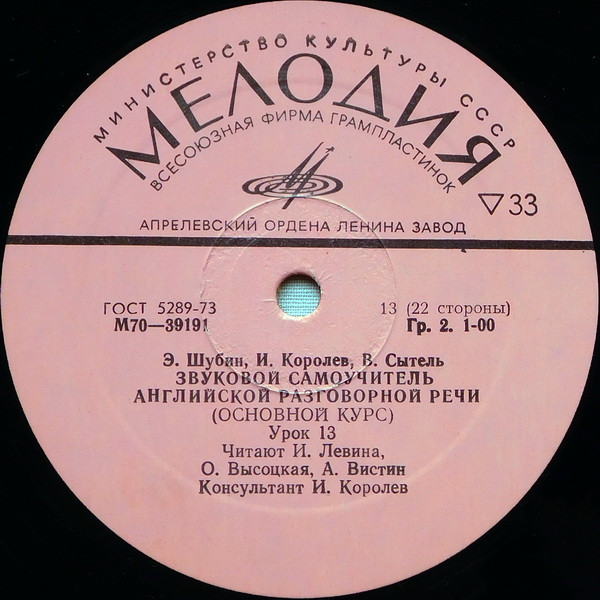 МИНИСТЕРСТВО КУЛЬТУРЫ СССР
МЕЛОДИЯ
ВСЕСОЮЗНАЯ ФИРМА ГРАМПЛАСТИНОК
▽33
АПРЕЛЕВСКИЙ ОРДЕНА ЛЕНИНА ЗАВОД
ГОСТ 5289-73 13 (22 стороны)
М70—39191 Гр. 2. 1-00
Э. Шубин, И. Королев, В. Сытель
ЗВУКОВОЙ САМОУЧИТЕЛЬ
АНГЛИЙСКОЙ РАЗГОВОРНОЙ РЕЧИ
(ОСНОВНОЙ КУРС)
Урок 13
Читают И. Левина,
О. Высоцкая, А. Вистин
Консультант И. Королев